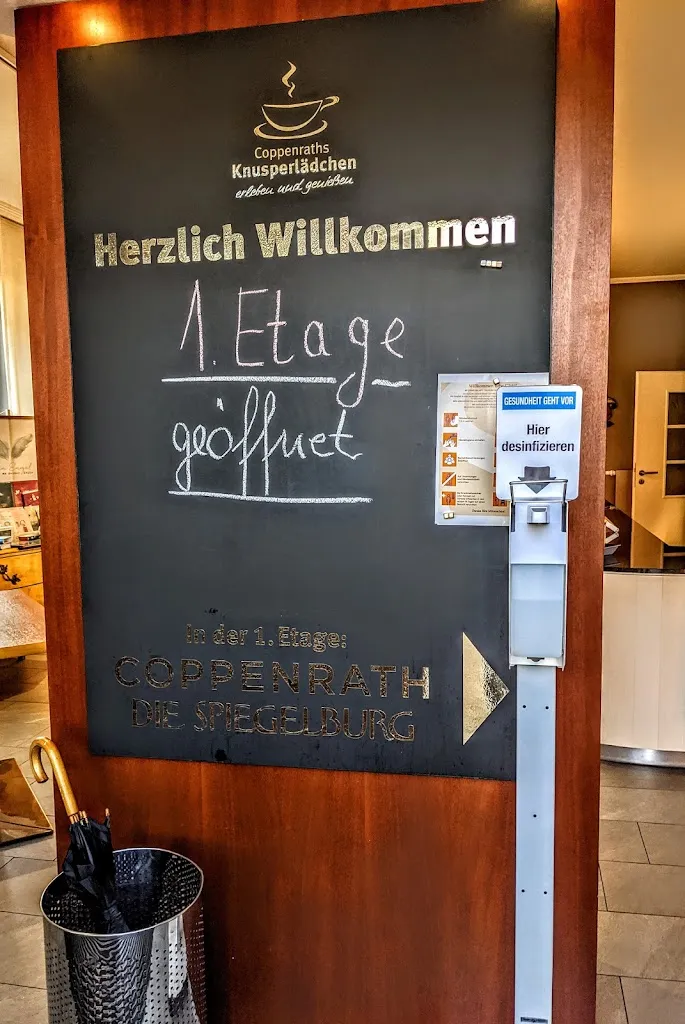 Coppenraths
Knusperlädchen
erleben und genießen
Herzlich Willkommen
1. Etage
geöffnet
GESUNDHEIT GEHT VOR
Hier
desinfizieren
In der 1. Etage:
COPPENRATH
DIE SPIEGELBURG